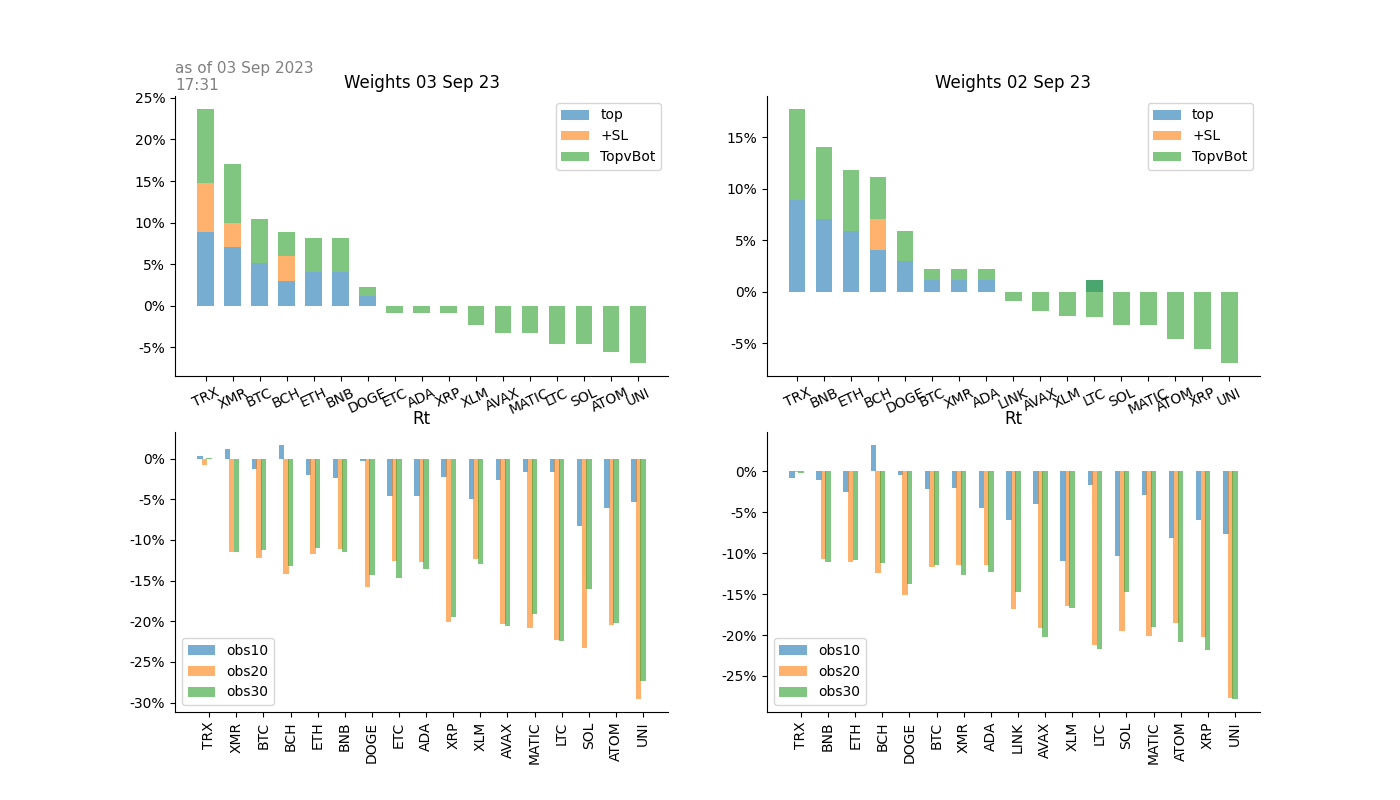 as of 03 Sep 2023
17:31
Weights 03 Sep 23
25%
20%
15%
10%
5%
0%
-5%
top
+SL
TopvBot
TRX XMR BTC BCH ETH BNB DOGE ETC ADA XRP XLM AVAX MATIC LTC SOL ATOM UNI
Weights 02 Sep 23
15%
10%
5%
0%
-5%
top
+SL
TopvBot
TRX BNB ETH BCH DOGE BTC XMR ADA LINK AVAX XLM LTC SOL MATIC ATOM XRP UNI
Rt
0%
-5%
-10%
-15%
-20%
-25%
-30%
obs10
obs20
obs30
TRX XMR BTC BCH ETH BNB DOGE ETC ADA XRP XLM AVAX MATIC LTC SOL ATOM UNI
Rt
0%
-5%
-10%
-15%
-20%
-25%
obs10
obs20
obs30
TRX BNB ETH BCH DOGE BTC XMR ADA LINK AVAX XLM LTC SOL MATIC ATOM XRP UNI